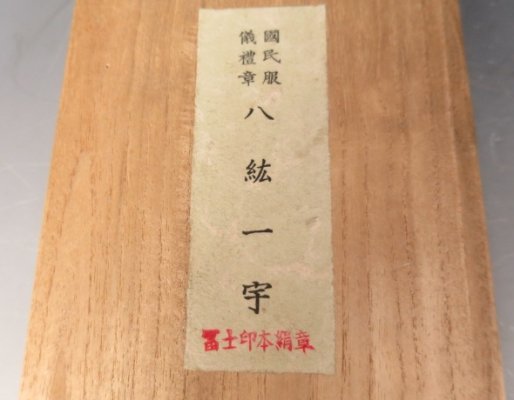 國民服
儀禮章
八紘一宇
冨士印本絹章